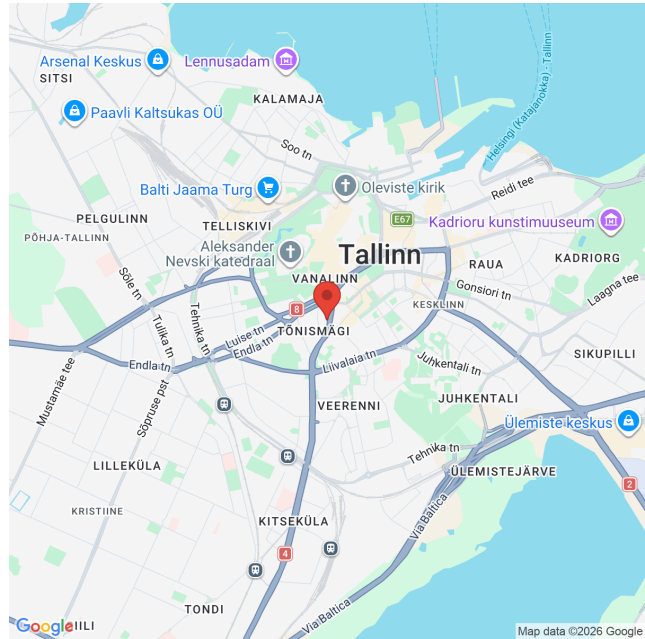 Arsenal Keskus
Lennusadam
SITSI
KALAMAJA
Paavli Kaltsukas OÜ
Helsingi (Katajanokka) - Tallinn
Soo tn
Balti Jaama Turg
Oleviste kirik
Reidi tee
PELGULINN
TELLISKIVI
E67
Kadrioru kunstimuuseum
PÕHJA-TALLINN
Aleksander
Nevski katedraal
Tallinn
RAUA
KADRIORG
VANALINN
Sõle tn
Gonsiori tn
Laagna tee
KESKLINN
8
Tehnika tn
Tulika tn
Luise tn
TÕNISMÄGI
Endla tn
Endla tn
Liivalaia tn
Juhkentali tn
SIKUPILLI
Mustamäe tee
Sõpruse pst
VEERENNI
JUHKENTALI
Ülemiste keskus
Tehnika tn
LILLEKÜLA
ÜLEMISTEJÄRVE
2
KRISTIINE
KITSEKÜLA
Via Baltica
4
TONDI
Via Baltica
Google
IILI
Map data ©2026 Google